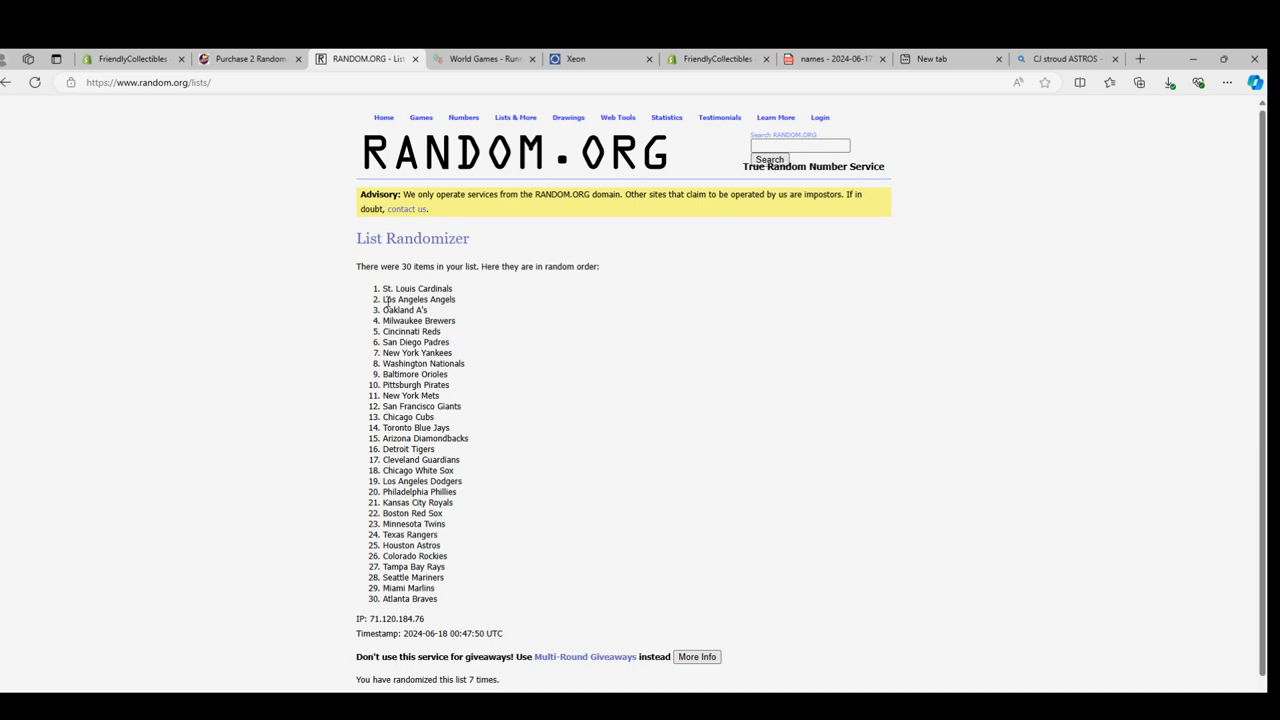 FriendlyCollectibles
Purchase 2 Random
RANDOM.ORG - List
World Games - Runn
Xeon
FriendlyCollectibles
names - 2024-06-17
New tab
CJ stroud ASTROS -
https://www.random.org/lists/
Home Games Numbers Lists & More Drawings Web Tools Statistics Testimonials Learn More Login
RANDOM.ORG
Search RANDOM.ORG
Search
True Random Number Service
Advisory: We only operate services from the RANDOM.ORG domain. Other sites that claim to be operated by us are impostors. If in
doubt, contact us.
List Randomizer
There were 30 items in your list. Here they are in random order:
1. St. Louis Cardinals
2. Los Angeles Angels
3. Oakland A's
4. Milwaukee Brewers
5. Cincinnati Reds
6. San Diego Padres
7. New York Yankees
8. Washington Nationals
9. Baltimore Orioles
10. Pittsburgh Pirates
11. New York Mets
12. San Francisco Giants
13. Chicago Cubs
14. Toronto Blue Jays
15. Arizona Diamondbacks
16. Detroit Tigers
17. Cleveland Guardians
18. Chicago White Sox
19. Los Angeles Dodgers
20. Philadelphia Phillies
21. Kansas City Royals
22. Boston Red Sox
23. Minnesota Twins
24. Texas Rangers
25. Houston Astros
26. Colorado Rockies
27. Tampa Bay Rays
28. Seattle Mariners
29. Miami Marlins
30. Atlanta Braves
IP: 71.120.184.76
Timestamp: 2024-06-18 00:47:50 UTC
Don't use this service for giveaways! Use Multi-Round Giveaways instead More Info
You have randomized this list 7 times.